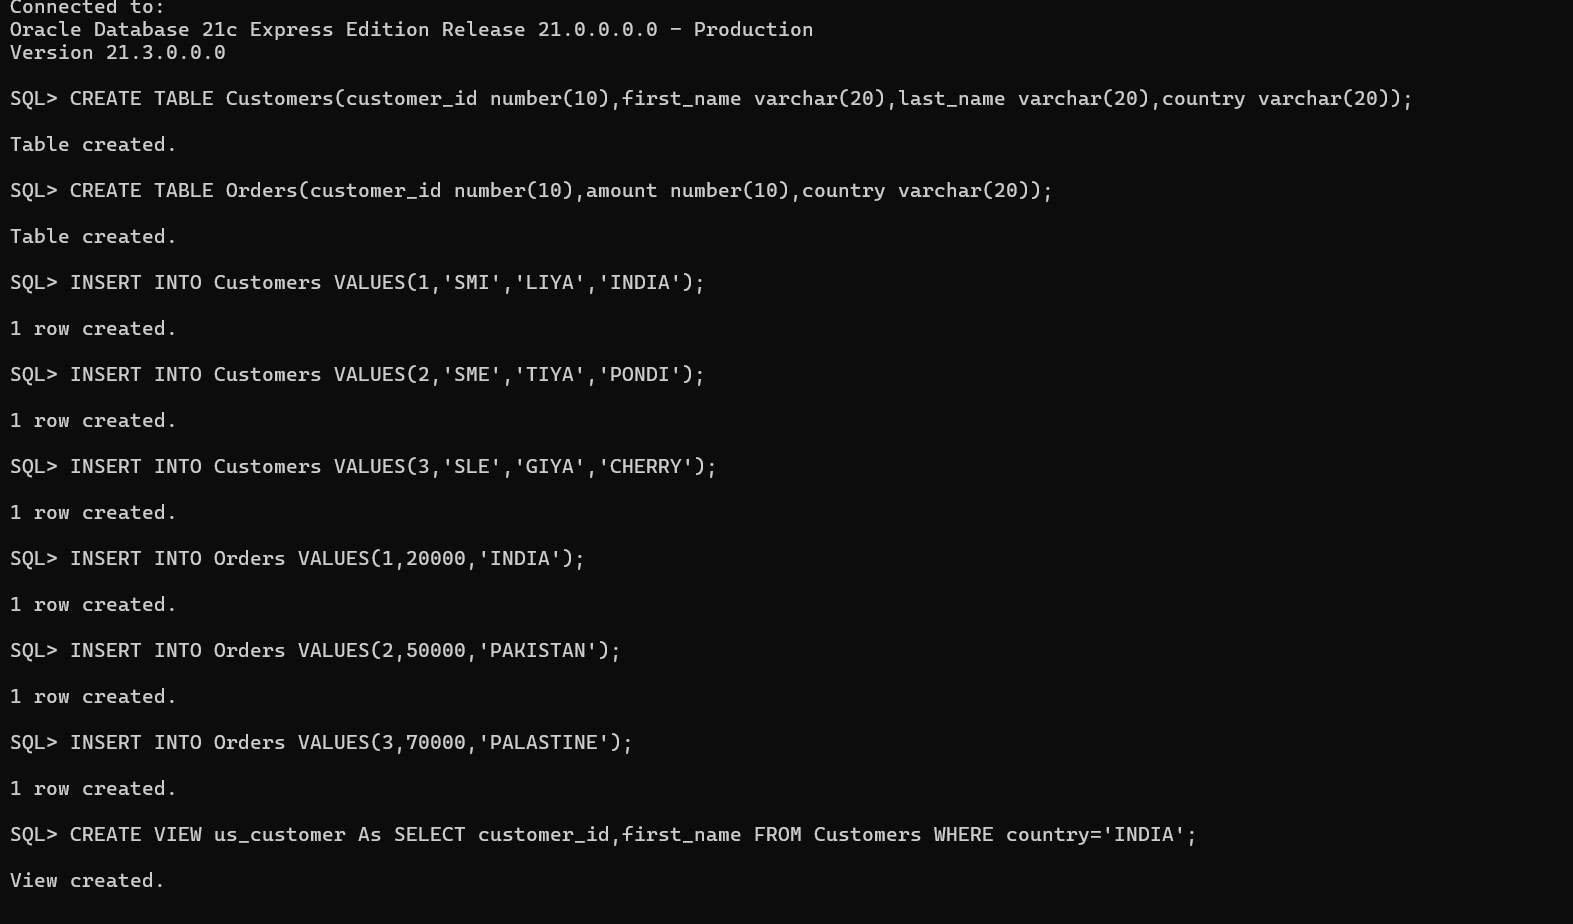 Connected to:
Oracle Database 21c Express Edition Release 21.0.0.0.0 - Production
Version 21.3.0.0.0
SQL> CREATE TABLE Customers(customer_id number(10),first_name varchar(20),last_name varchar(20),country varchar(20));
Table created.
SQL> CREATE TABLE Orders(customer_id number(10),amount number(10),country varchar(20));
Table created.
SQL> INSERT INTO Customers VALUES(1,'SMI','LIYA','INDIA');
1 row created.
SQL> INSERT INTO Customers VALUES(2,'SME','TIYA','PONDI');
1 row created.
SQL> INSERT INTO Customers VALUES(3,'SLE','GIYA','CHERRY');
1 row created.
SQL> INSERT INTO Orders VALUES(1,20000,'INDIA');
1 row created.
SQL> INSERT INTO Orders VALUES(2,50000,'PAKISTAN');
1 row created.
SQL> INSERT INTO Orders VALUES(3,70000,'PALASTINE');
1 row created.
SQL> CREATE VIEW us_customer As SELECT customer_id,first_name FROM Customers WHERE country='INDIA';
View created.